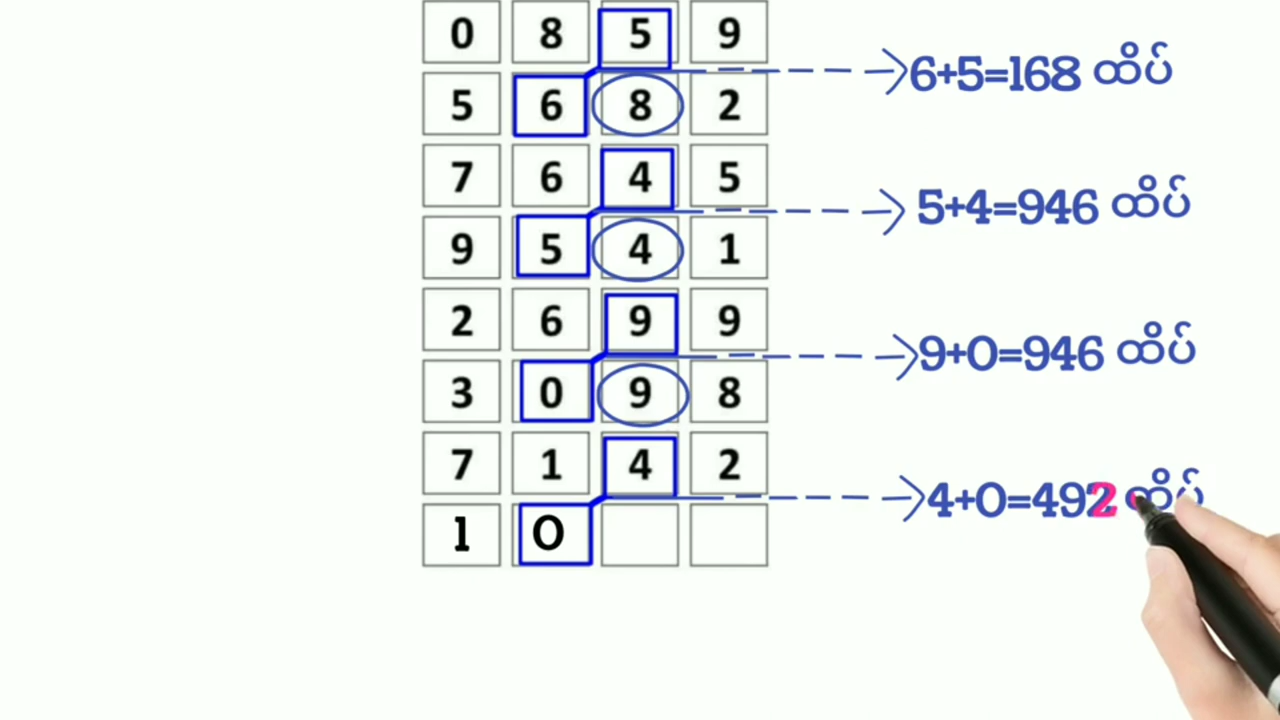 0 8 5 9
6+5=168 ထိပ်
5 6 8 2
7 6 4 5
5+4=946 ထိပ်
9 5 4 1
2 6 9 9
9+0=946 ထိပ်
3 0 9 8
7 1 4 2
4+0=492 ထိပ်
1 0